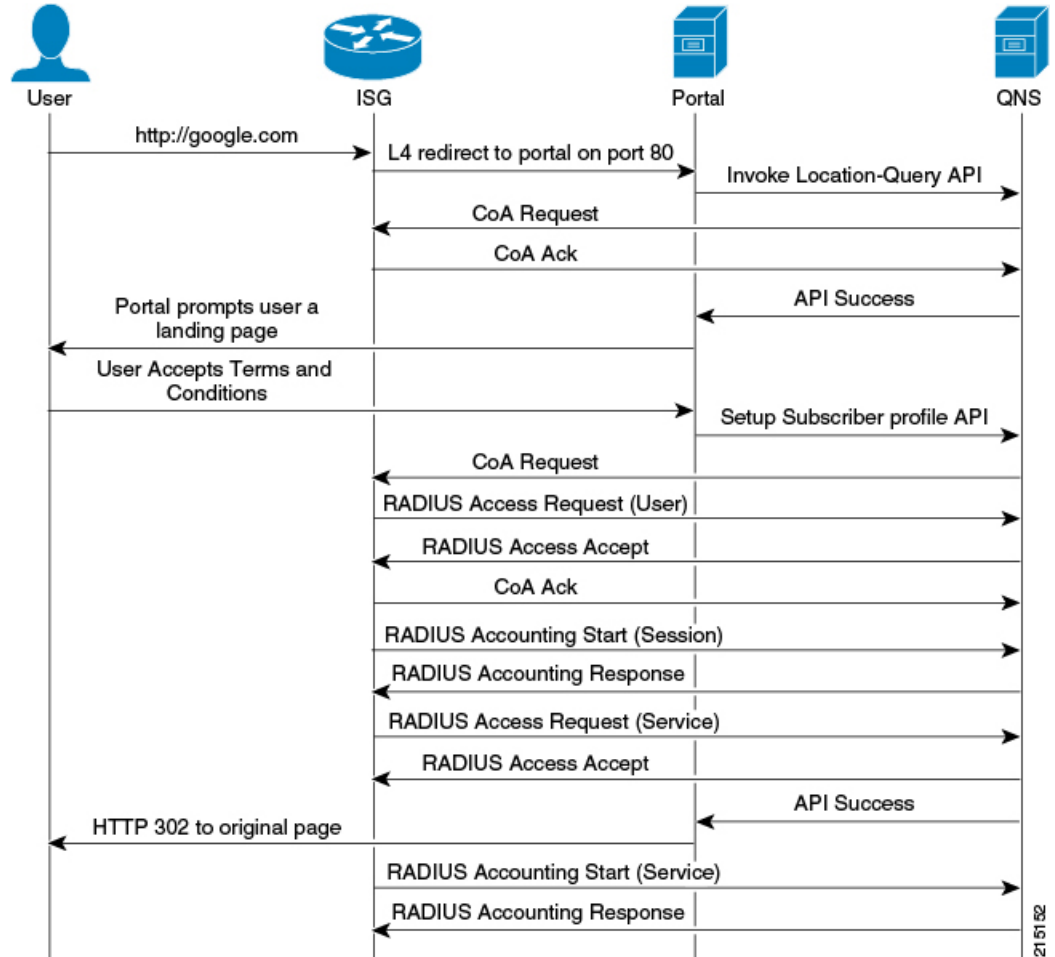 User
ISG
Portal
QNS
http://google.com
L4 redirect to portal on port 80
Invoke Location-Query API
CoA Request
CoA Ack
API Success
Portal prompts user a
landing page
User Accepts Terms and
Conditions
Setup Subscriber profile API
CoA Request
RADIUS Access Request (User)
RADIUS Access Accept
CoA Ack
RADIUS Accounting Start (Session)
RADIUS Accounting Response
RADIUS Access Request (Service)
RADIUS Access Accept
API Success
HTTP 302 to original page
RADIUS Accounting Start (Service)
RADIUS Accounting Response
215152